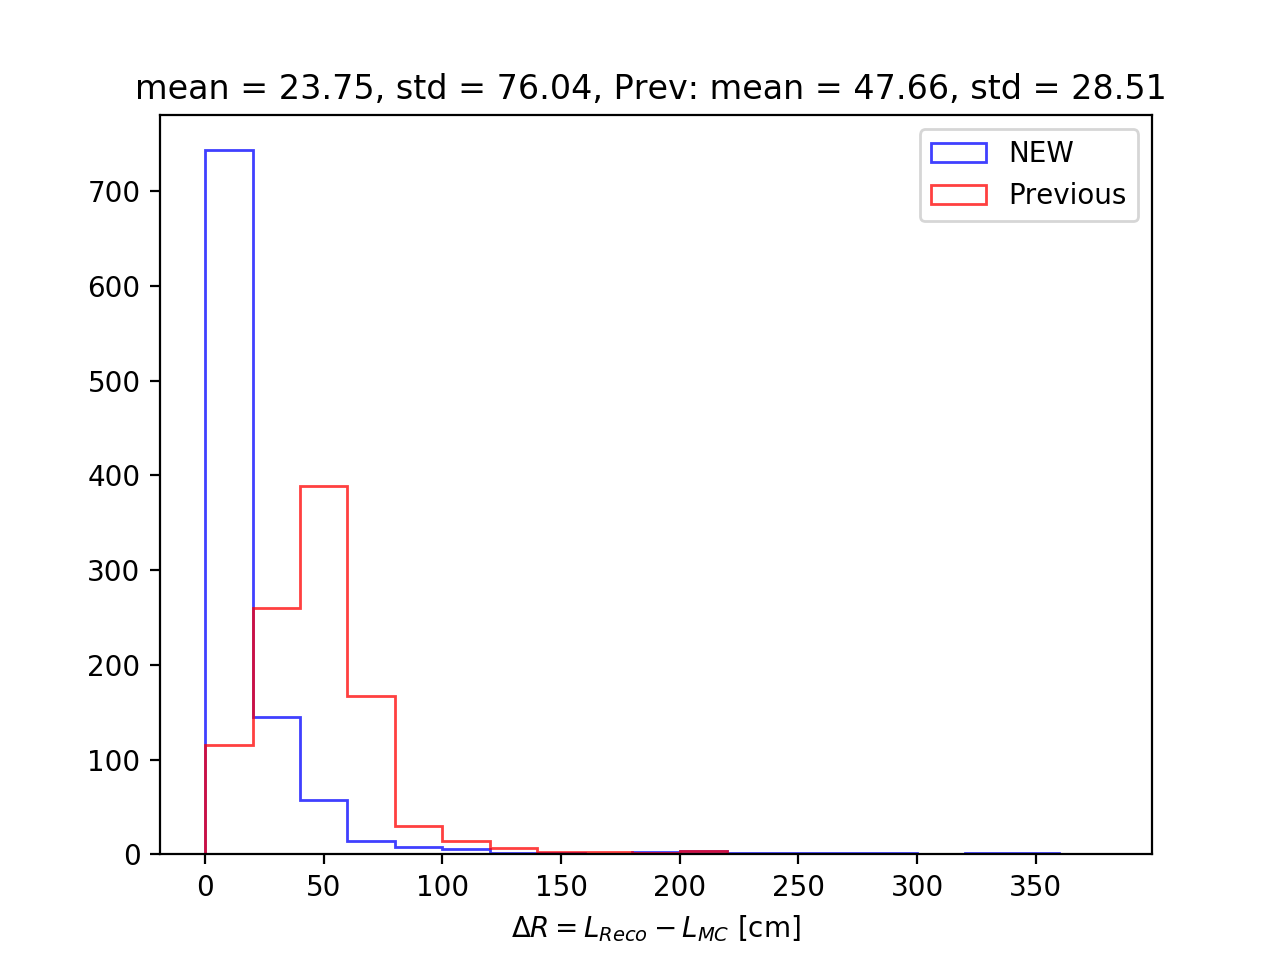 mean = 23.75, std = 76.04, Prev: mean = 47.66, std = 28.51
NEW
Previous
700
600
500
400
300
200
100
0
0 50 100 150 200 250 300 350
ΔR = L_Reco − L_MC [cm]